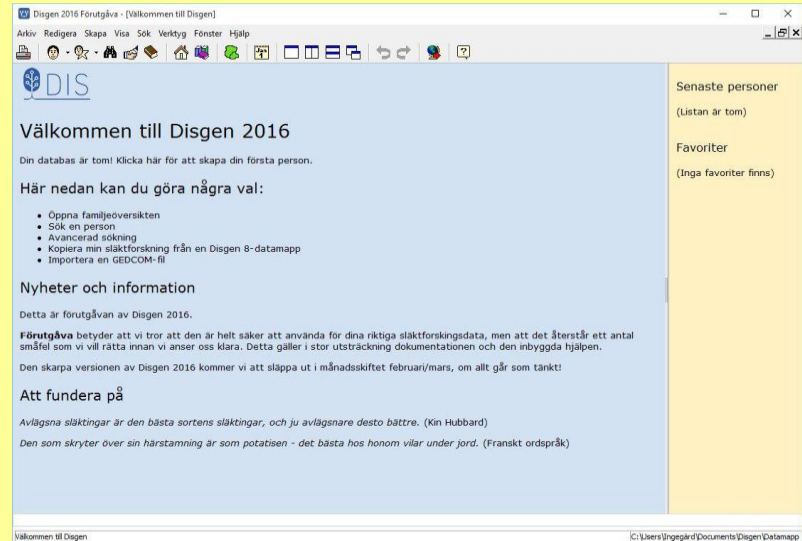 Disgen 2016 Förutgåva - [Välkommen till Disgen]
Arkiv Redigera Skapa Visa Sök Verktyg Fönster Hjälp
DIS
Välkommen till Disgen 2016
Din databas är tom! Klicka här för att skapa din första person.
Här nedan kan du göra några val:
• Öppna familjeöversikten
• Sök en person
• Avancerad sökning
• Kopiera min släktforskning från en Disgen 8-datamapp
• Importera en GEDCOM-fil
Nyheter och information
Detta är förutgåvan av Disgen 2016.
Förutgåva betyder att vi tror att den är helt säker att använda för dina riktiga släktforskingsdata, men att det återstår ett antal
småfel som vi vill rätta innan vi anser oss klara. Detta gäller i stor utsträckning dokumentationen och den inbyggda hjälpen.
Den skarpa versionen av Disgen 2016 kommer vi att släppa ut i månadsskiftet februari/mars, om allt går som tänkt!
Att fundera på
Avlägsna släktingar är den bästa sortens släktingar, och ju avlägsnare desto bättre. (Kin Hubbard)
Den som skryter över sin härstamning är som potatisen - det bästa hos honom vilar under jord. (Franskt ordspråk)
Senaste personer
(Listan är tom)
Favoriter
(Inga favoriter finns)
Välkommen till Disgen
C:\Users\Ingegärd\Documents\Disgen\Datamapp